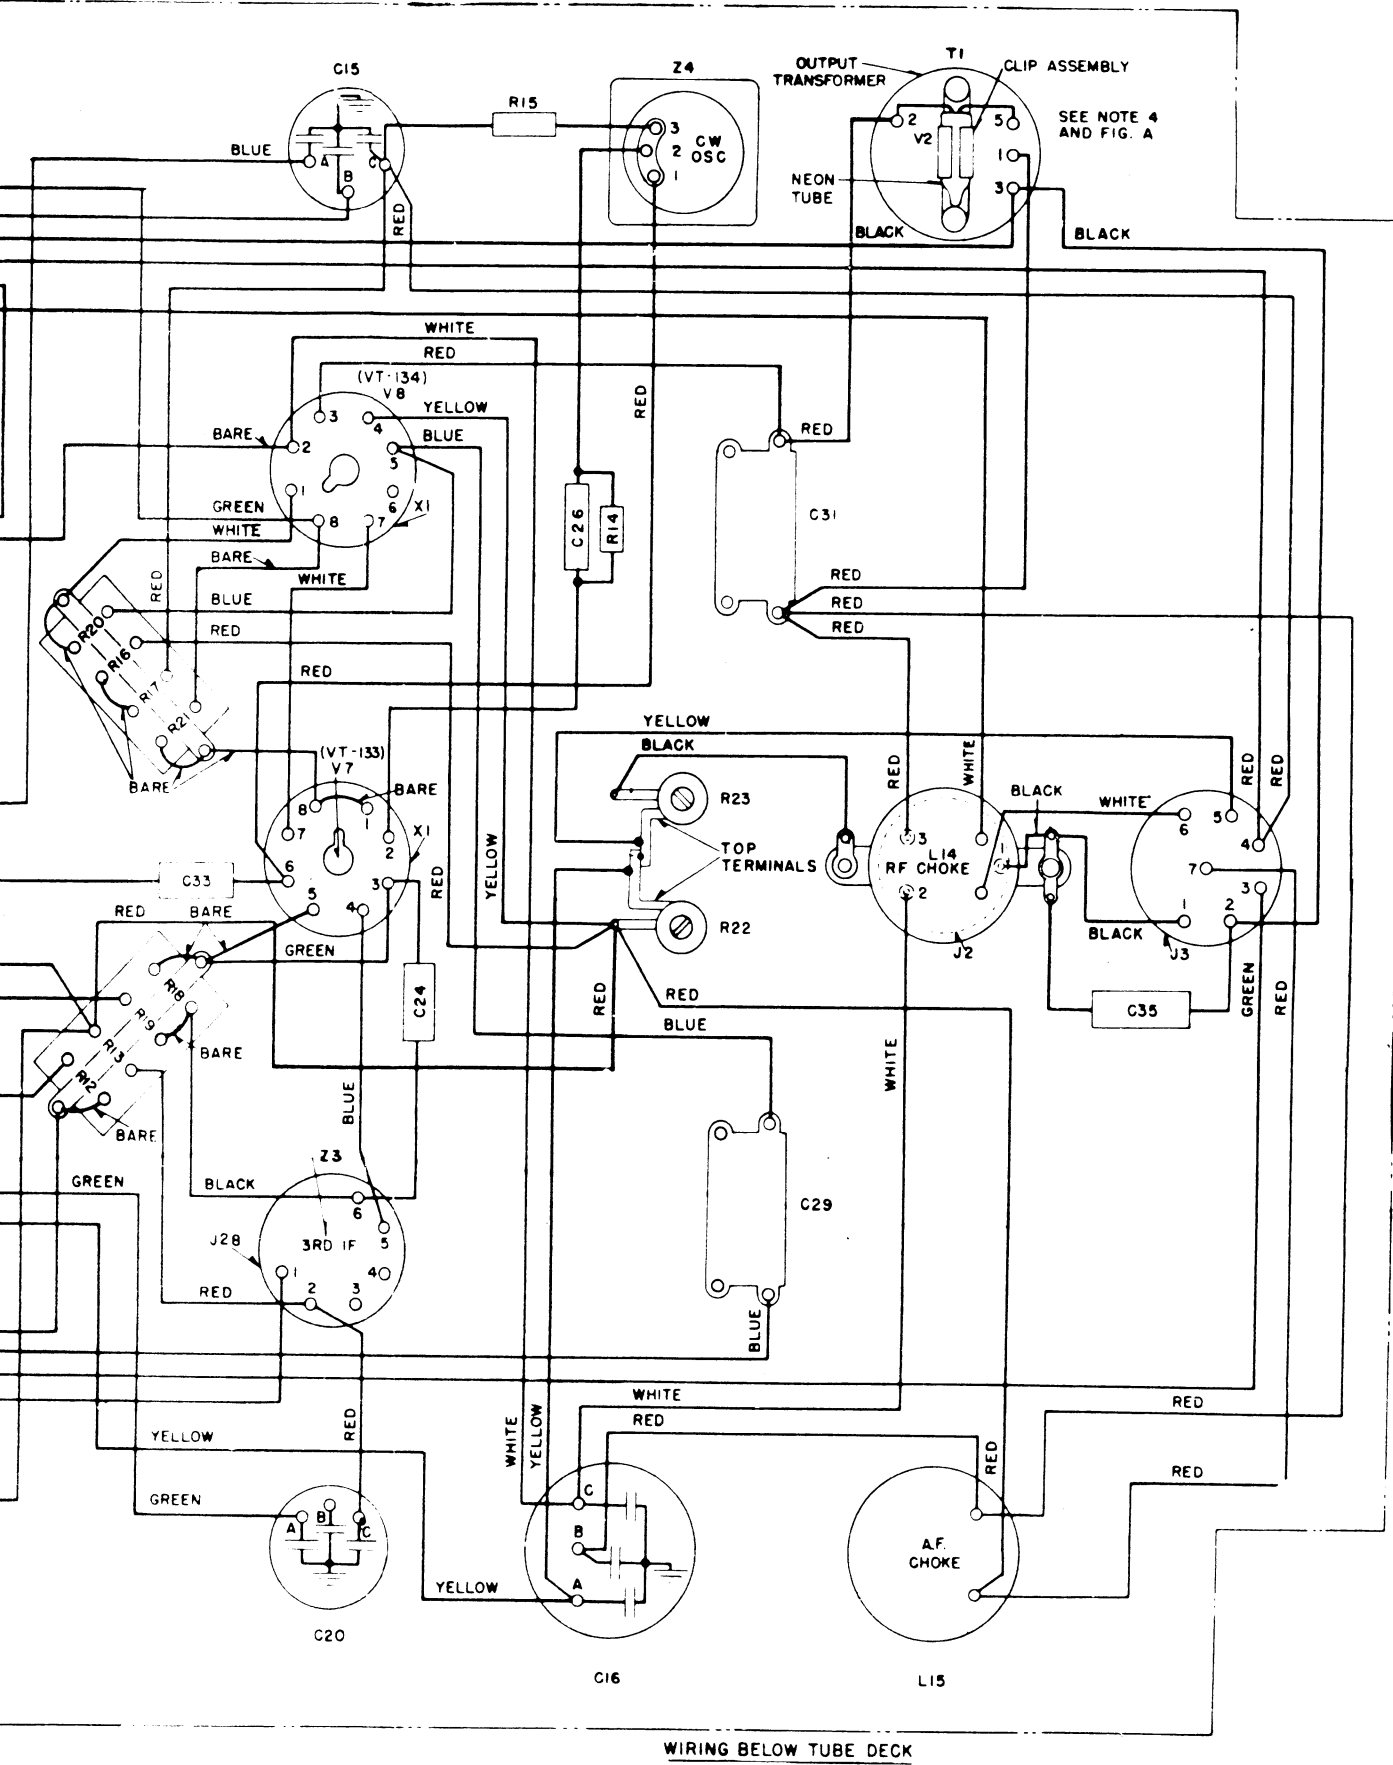 C15
Z4
T1
OUTPUT
TRANSFORMER
CLIP ASSEMBLY
SEE NOTE 4
AND FIG. A
R15
3
2
1
CW
OSC
2
V2
5
1
3
NEON
TUBE
BLUE
A
B
C
RED
BLACK
BLACK
WHITE
RED
(VT-134)
V8
YELLOW
BLUE
RED
RED
BARE
3
4
2
5
1
6
8
7
X1
GREEN
WHITE
BARE
WHITE
C26
R14
C31
RED
RED
RED
RED
BLUE
RED
R20
R16
R17
R21
RED
BARE
(VT-133)
V7
BARE
8
1
7
2
X1
6
3
5
4
YELLOW
BLACK
R23
TOP
TERMINALS
R22
RED
WHITE
BLACK
WHITE
RED
RED
3
L14
RF CHOKE
1
2
J2
6
5
4
7
3
1
2
BLACK
J3
C33
RED
YELLOW
RED
BARE
GREEN
R18
R19
R13
R12
BARE
BARE
C24
RED
RED
BLUE
WHITE
C35
GREEN
RED
BLUE
Z3
GREEN
BLACK
6
J28
3RD IF
5
1
4
2
3
RED
C29
BLUE
WHITE
RED
RED
RED
YELLOW
WHITE
YELLOW
RED
RED
GREEN
A
B
C
C
B
A
YELLOW
A.F.
CHOKE
C20
C16
L15
WIRING BELOW TUBE DECK